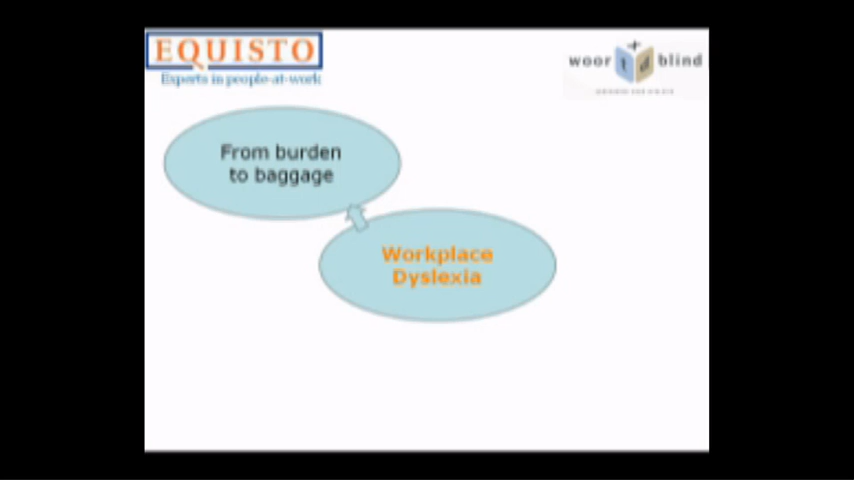 EQUISTO
Experts in people-at-work
woor t d blind
From burden
to baggage
Workplace
Dyslexia